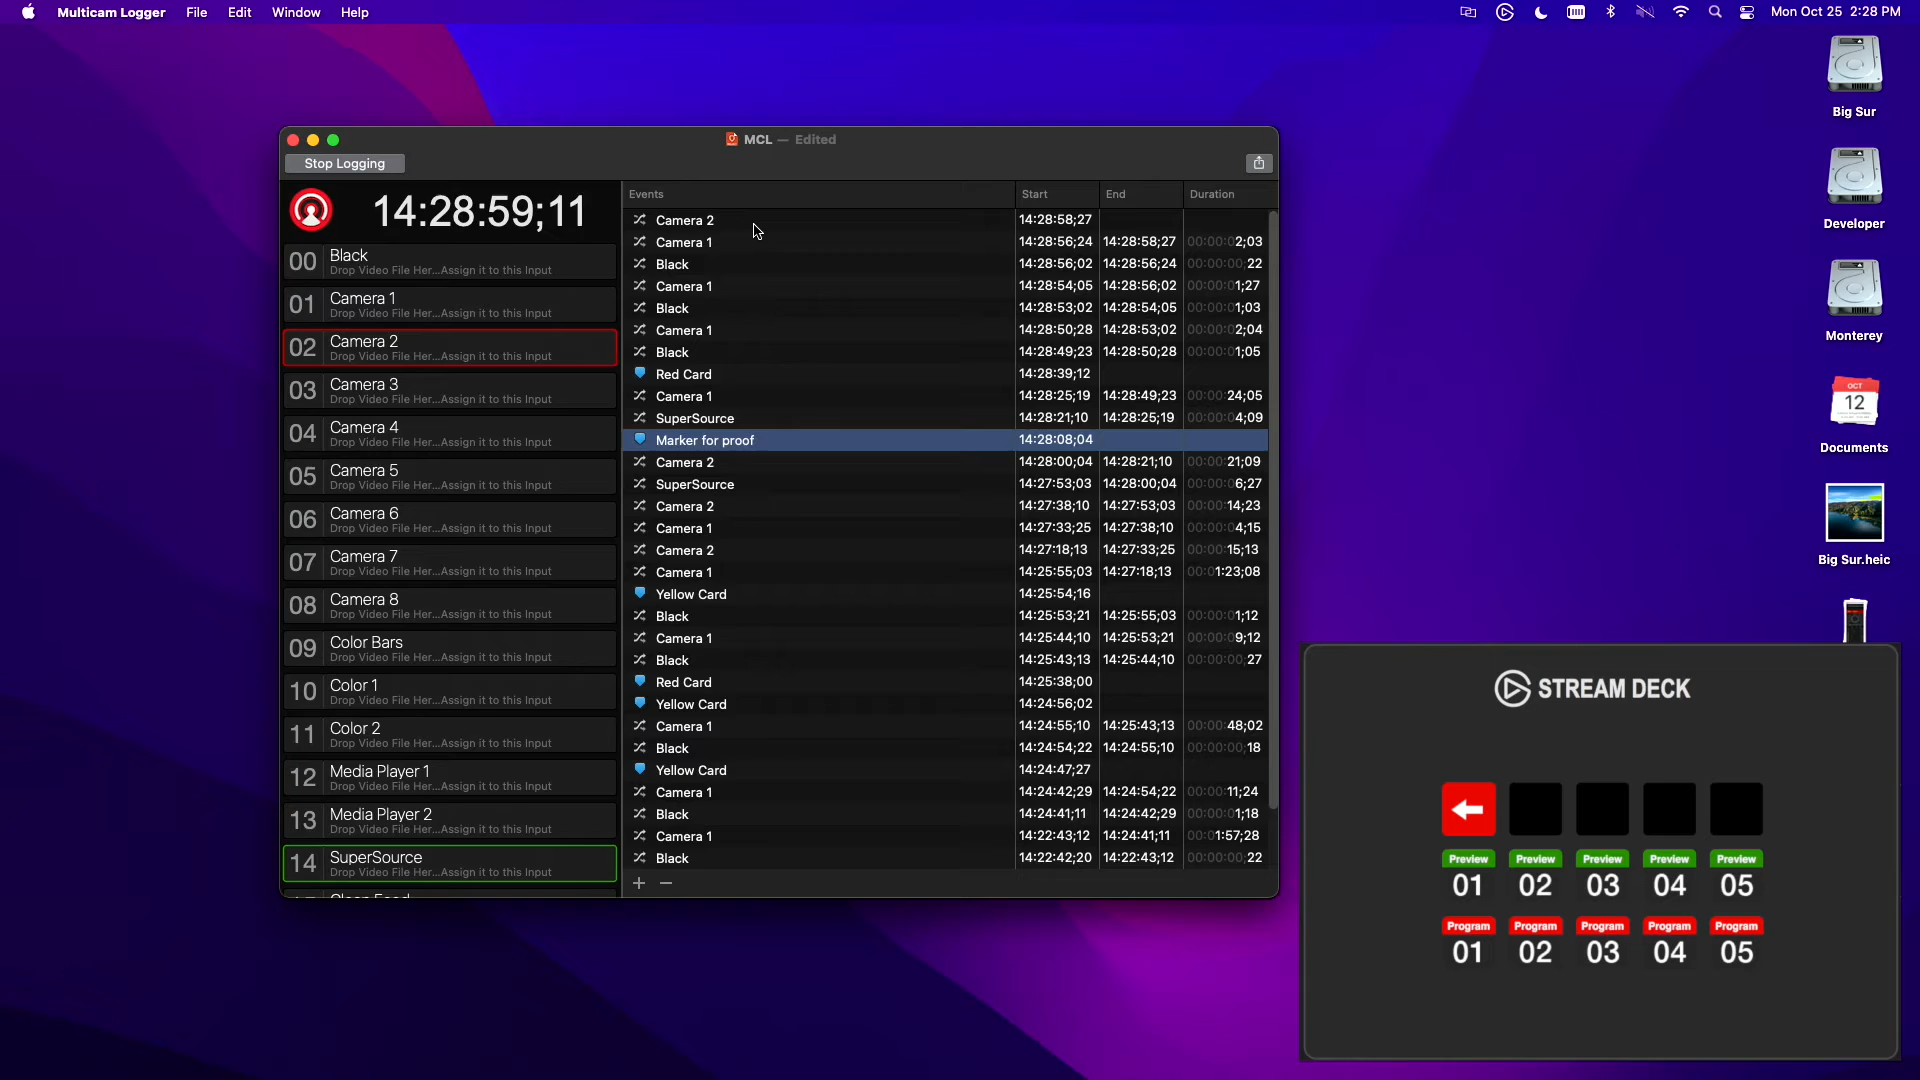 Multicam Logger File Edit Window Help Mon Oct 25 2:28 PM
MCL — Edited
Stop Logging
14:28:59;11
00 Black
Drop Video File Her...Assign it to this Input
01 Camera 1
Drop Video File Her...Assign it to this Input
02 Camera 2
Drop Video File Her...Assign it to this Input
03 Camera 3
Drop Video File Her...Assign it to this Input
04 Camera 4
Drop Video File Her...Assign it to this Input
05 Camera 5
Drop Video File Her...Assign it to this Input
06 Camera 6
Drop Video File Her...Assign it to this Input
07 Camera 7
Drop Video File Her...Assign it to this Input
08 Camera 8
Drop Video File Her...Assign it to this Input
09 Color Bars
Drop Video File Her...Assign it to this Input
10 Color 1
Drop Video File Her...Assign it to this Input
11 Color 2
Drop Video File Her...Assign it to this Input
12 Media Player 1
Drop Video File Her...Assign it to this Input
13 Media Player 2
Drop Video File Her...Assign it to this Input
14 SuperSource
Drop Video File Her...Assign it to this Input
Events Start End Duration
Camera 2 14:28:58;27
Camera 1 14:28:56;24 14:28:58;27 00:00:02;03
Black 14:28:56;02 14:28:56;24 00:00:00;22
Camera 1 14:28:54;05 14:28:56;02 00:00:01;27
Black 14:28:53;02 14:28:54;05 00:00:01;03
Camera 1 14:28:50;28 14:28:53;02 00:00:02;04
Black 14:28:49;23 14:28:50;28 00:00:01;05
Red Card 14:28:39;12
Camera 1 14:28:25;19 14:28:49;23 00:00:24;05
SuperSource 14:28:21;10 14:28:25;19 00:00:04;09
Marker for proof 14:28:08;04
Camera 2 14:28:00;04 14:28:21;10 00:00:21;09
SuperSource 14:27:53;03 14:28:00;04 00:00:06;27
Camera 2 14:27:38;10 14:27:53;03 00:00:14;23
Camera 1 14:27:33;25 14:27:38;10 00:00:04;15
Camera 2 14:27:18;13 14:27:33;25 00:00:15;13
Camera 1 14:25:55;03 14:27:18;13 00:01:23;08
Yellow Card 14:25:54;16
Black 14:25:53;21 14:25:55;03 00:00:01;12
Camera 1 14:25:44;10 14:25:53;21 00:00:09;12
Black 14:25:43;13 14:25:44;10 00:00:00;27
Red Card 14:25:38;00
Yellow Card 14:24:56;02
Camera 1 14:24:55;10 14:25:43;13 00:00:48;02
Black 14:24:54;22 14:24:55;10 00:00:00;18
Yellow Card 14:24:47;27
Camera 1 14:24:42;29 14:24:54;22 00:00:11;24
Black 14:24:41;11 14:24:42;29 00:00:01;18
Camera 1 14:22:43;12 14:24:41;11 00:01:57;28
Black 14:22:42;20 14:22:43;12 00:00:00;22
Big Sur
Developer
Monterey
OCT
12
Documents
Big Sur.heic
STREAM DECK
Preview Preview Preview Preview Preview
01 02 03 04 05
Program Program Program Program Program
01 02 03 04 05